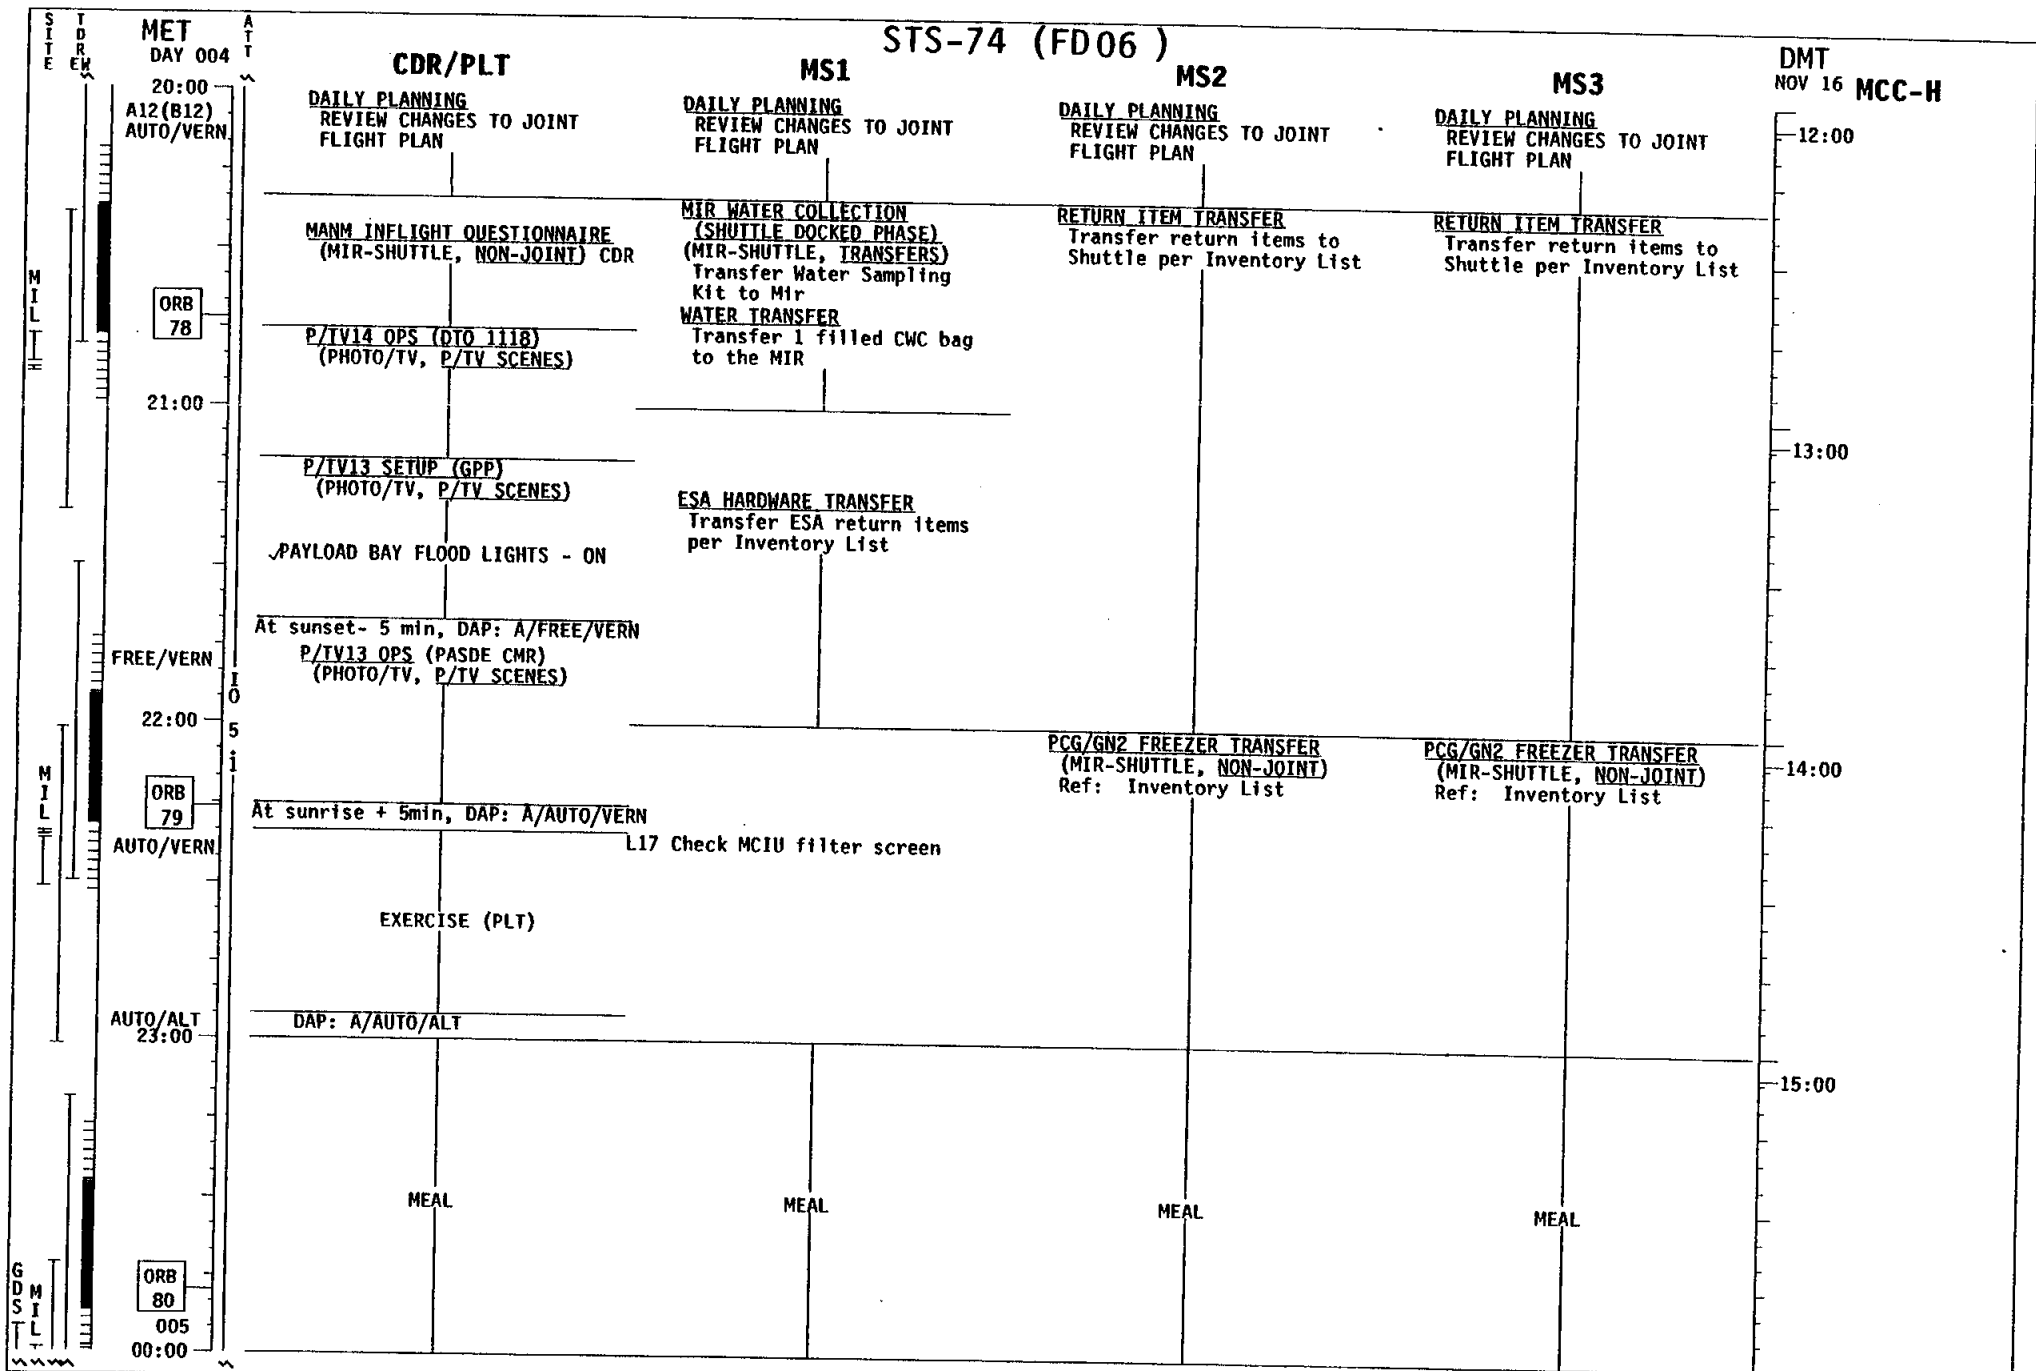 STS-74 (FD06 )
SITE
TDRE
EW
MET
DAY 004
ATT
CDR/PLT
MS1
MS2
MS3
DMT
NOV 16 MCC-H
20:00
A12(B12)
AUTO/VERN
MIL
ORB
78
21:00
FREE/VERN
22:00
MIL
ORB
79
AUTO/VERN
AUTO/ALT
23:00
GDS
MIL
ORB
80
005
00:00
IO
5
i
DAILY PLANNING
REVIEW CHANGES TO JOINT
FLIGHT PLAN
MANM INFLIGHT QUESTIONNAIRE
(MIR-SHUTTLE, NON-JOINT) CDR
P/TV14 OPS (DTO 1118)
(PHOTO/TV, P/TV SCENES)
P/TV13 SETUP (GPP)
(PHOTO/TV, P/TV SCENES)
✓PAYLOAD BAY FLOOD LIGHTS - ON
At sunset- 5 min, DAP: A/FREE/VERN
P/TV13 OPS (PASDE CMR)
(PHOTO/TV, P/TV SCENES)
At sunrise + 5min, DAP: A/AUTO/VERN
EXERCISE (PLT)
DAP: A/AUTO/ALT
MEAL
DAILY PLANNING
REVIEW CHANGES TO JOINT
FLIGHT PLAN
MIR WATER COLLECTION
(SHUTTLE DOCKED PHASE)
(MIR-SHUTTLE, TRANSFERS)
Transfer Water Sampling
Kit to Mir
WATER TRANSFER
Transfer 1 filled CWC bag
to the MIR
ESA HARDWARE TRANSFER
Transfer ESA return items
per Inventory List
L17 Check MCIU filter screen
MEAL
DAILY PLANNING
REVIEW CHANGES TO JOINT
FLIGHT PLAN
RETURN ITEM TRANSFER
Transfer return items to
Shuttle per Inventory List
PCG/GN2 FREEZER TRANSFER
(MIR-SHUTTLE, NON-JOINT)
Ref: Inventory List
MEAL
DAILY PLANNING
REVIEW CHANGES TO JOINT
FLIGHT PLAN
RETURN ITEM TRANSFER
Transfer return items to
Shuttle per Inventory List
PCG/GN2 FREEZER TRANSFER
(MIR-SHUTTLE, NON-JOINT)
Ref: Inventory List
MEAL
12:00
13:00
14:00
15:00